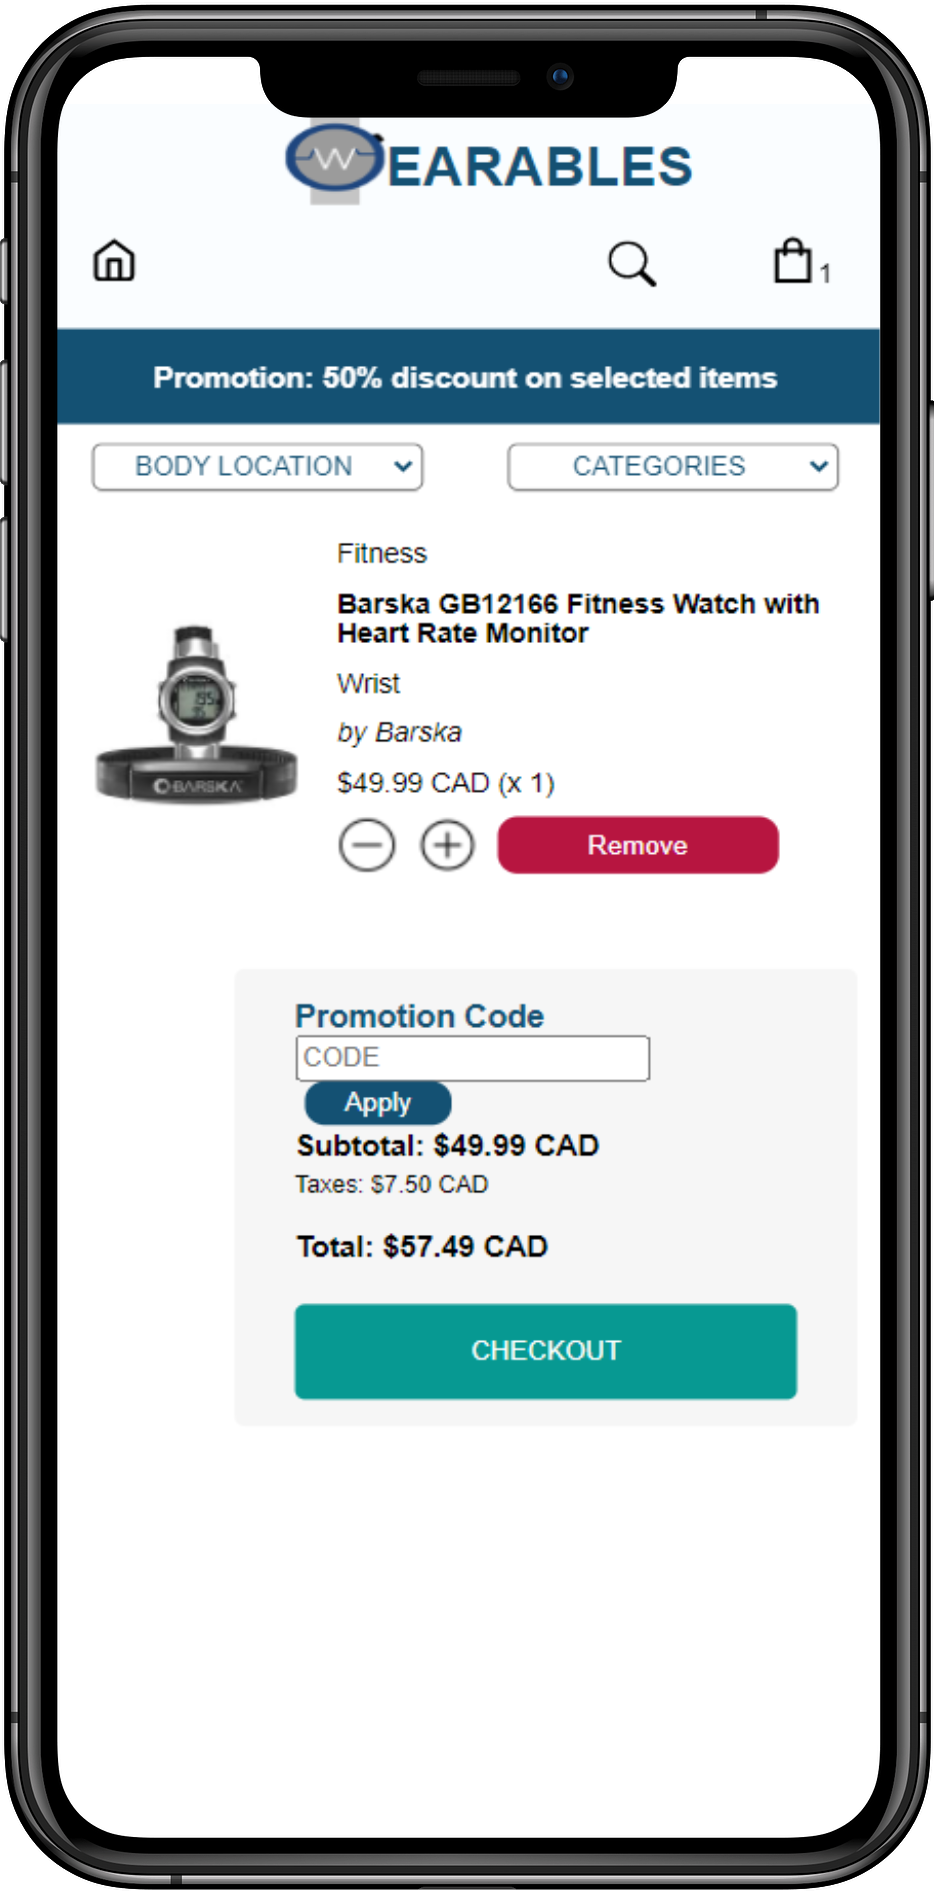 WEARABLES
1
Promotion: 50% discount on selected items
BODY LOCATION
CATEGORIES
Fitness
Barska GB12166 Fitness Watch with
Heart Rate Monitor
Wrist
by Barska
$49.99 CAD (x 1)
Remove
BARSKA
Promotion Code
CODE
Apply
Subtotal: $49.99 CAD
Taxes: $7.50 CAD
Total: $57.49 CAD
CHECKOUT